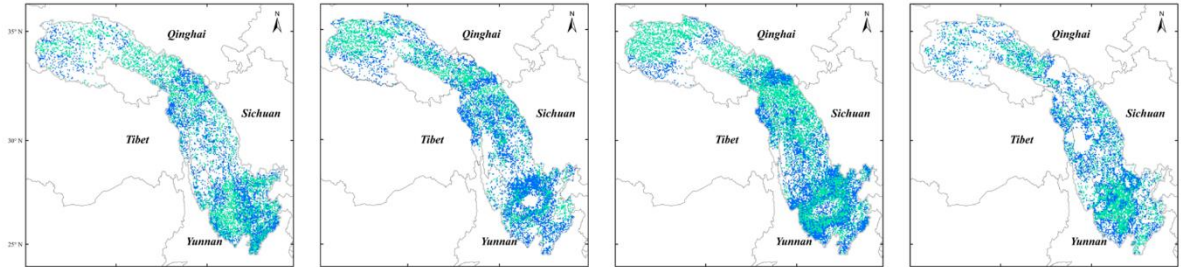 N
35°N
Qinghai
Sichuan
30°N
Tibet
Yunnan
25°N
N
Qinghai
Sichuan
Tibet
Yunnan
N
Qinghai
Sichuan
Tibet
Yunnan
N
Qinghai
Sichuan
Tibet
Yunnan